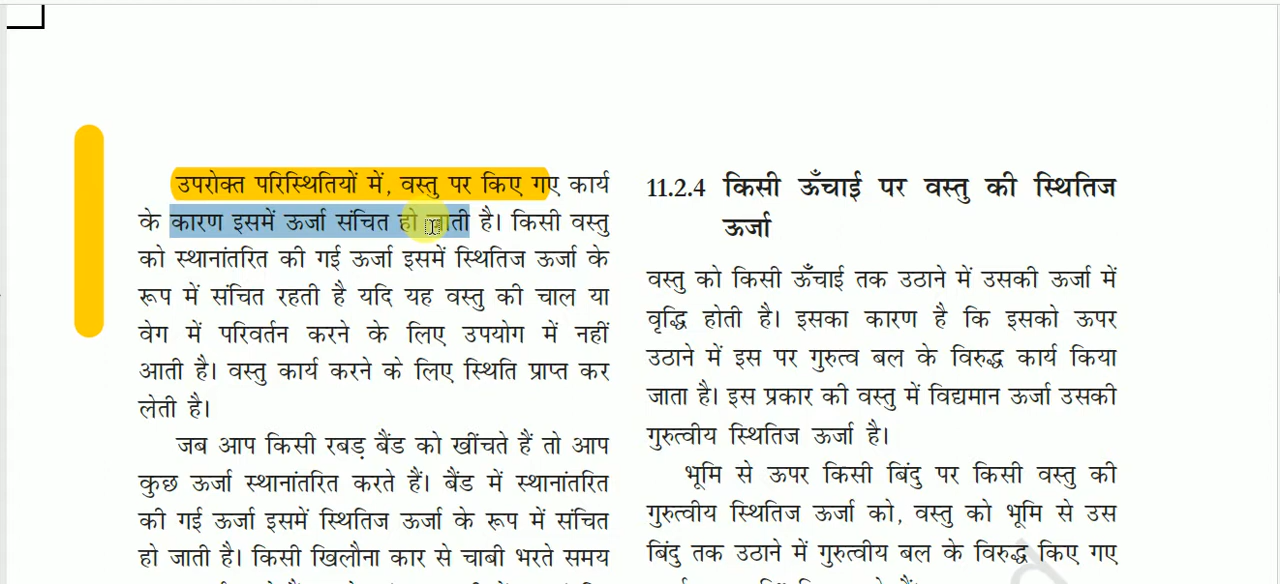 उपरोक्त परिस्थितियों में, वस्तु पर किए गए कार्य
के कारण इसमें ऊर्जा संचित हो जाती है। किसी वस्तु
को स्थानांतरित की गई ऊर्जा इसमें स्थितिज ऊर्जा के
रूप में संचित रहती है यदि यह वस्तु की चाल या
वेग में परिवर्तन करने के लिए उपयोग में नहीं
आती है। वस्तु कार्य करने के लिए स्थिति प्राप्त कर
लेती है।
जब आप किसी रबड़ बैंड को खींचते हैं तो आप
कुछ ऊर्जा स्थानांतरित करते हैं। बैंड में स्थानांतरित
की गई ऊर्जा इसमें स्थितिज ऊर्जा के रूप में संचित
हो जाती है। किसी खिलौना कार से चाबी भरते समय
11.2.4 किसी ऊँचाई पर वस्तु की स्थितिज
ऊर्जा
वस्तु को किसी ऊँचाई तक उठाने में उसकी ऊर्जा में
वृद्धि होती है। इसका कारण है कि इसको ऊपर
उठाने में इस पर गुरुत्व बल के विरुद्ध कार्य किया
जाता है। इस प्रकार की वस्तु में विद्यमान ऊर्जा उसकी
गुरुत्वीय स्थितिज ऊर्जा है।
भूमि से ऊपर किसी बिंदु पर किसी वस्तु की
गुरुत्वीय स्थितिज ऊर्जा को, वस्तु को भूमि से उस
बिंदु तक उठाने में गुरुत्वीय बल के विरुद्ध किए गए